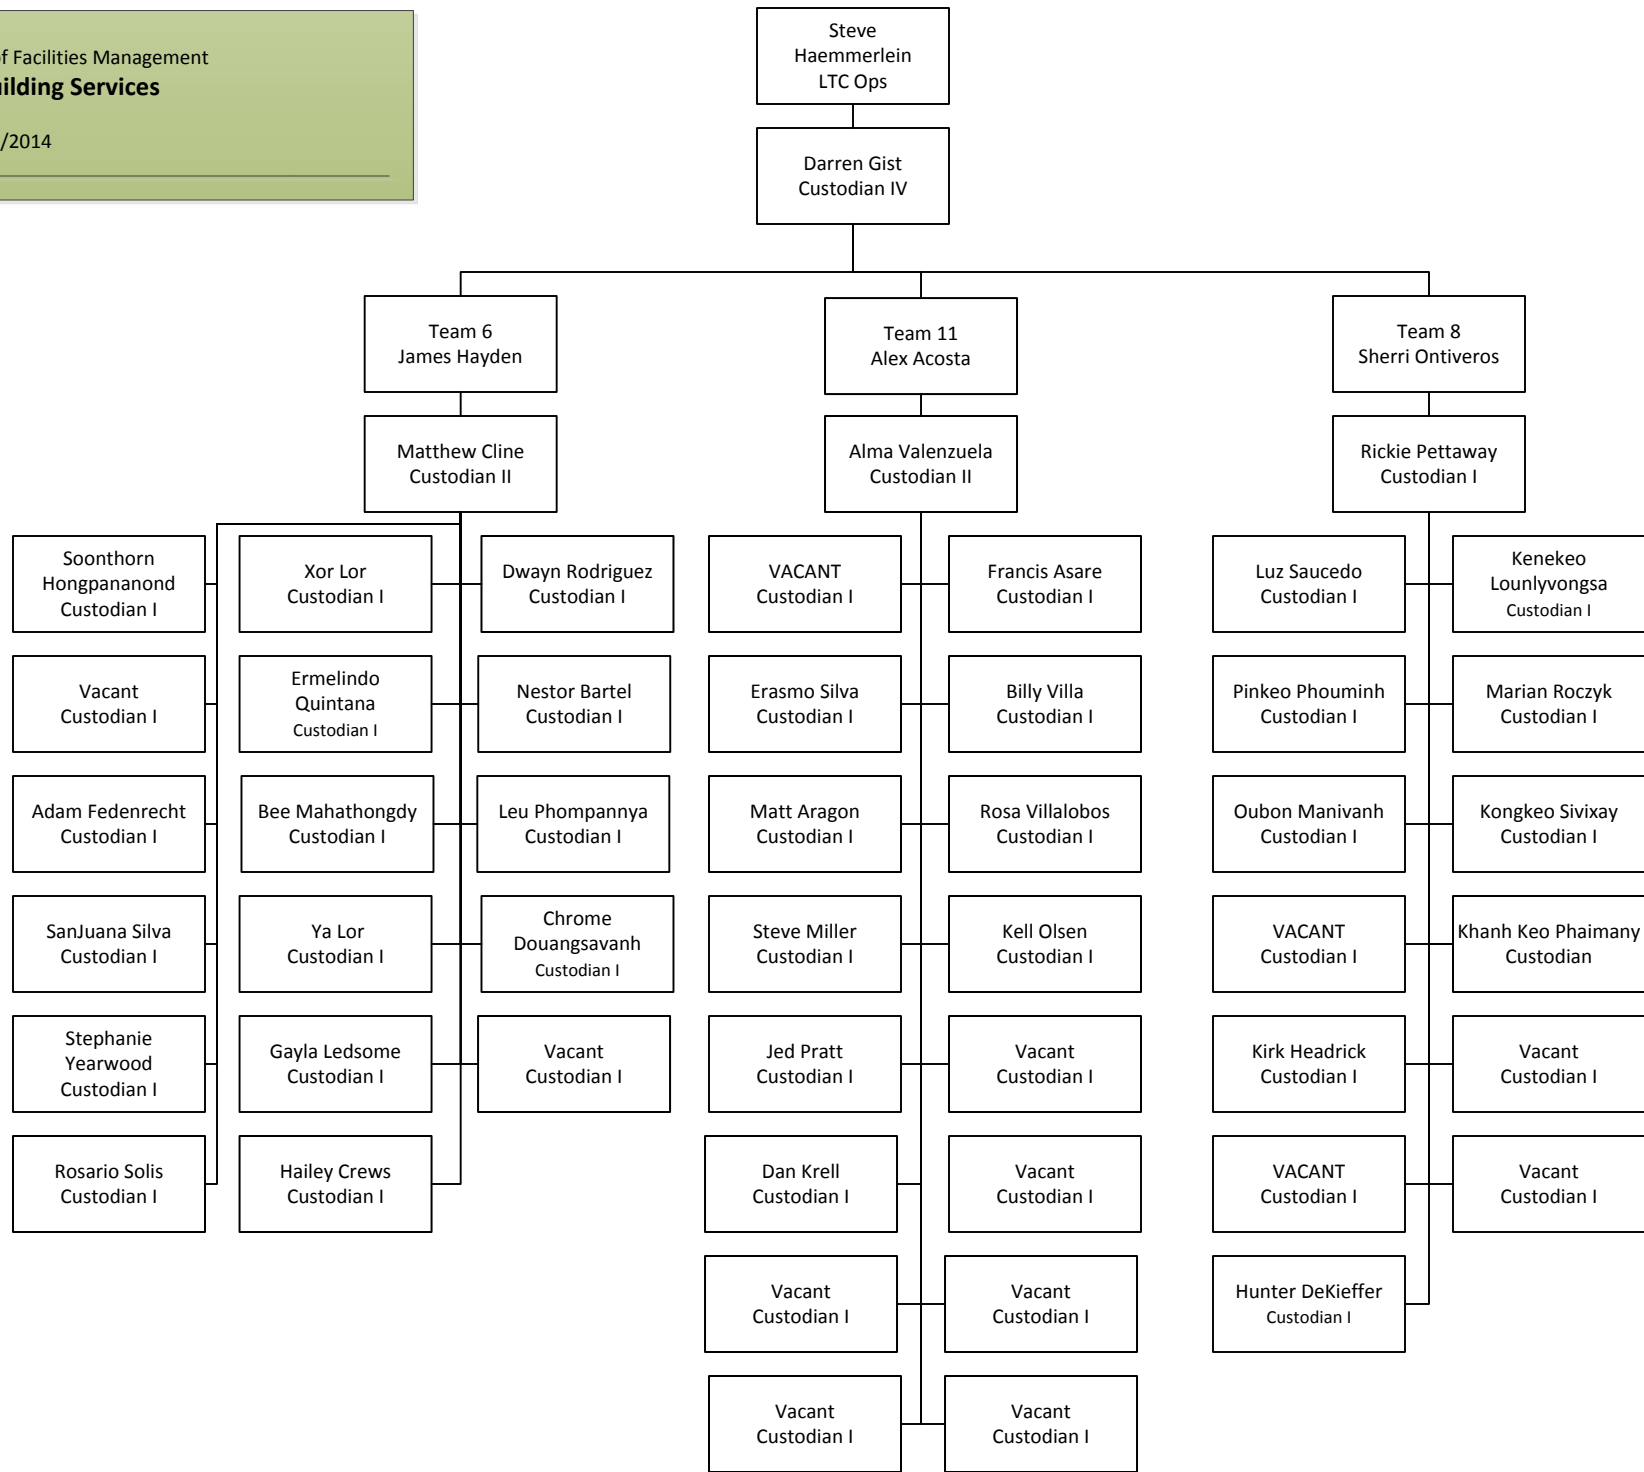 of Facilities Management
ilding Services
/2014
Steve
Haemmerlein
LTC Ops
Darren Gist
Custodian IV
Team 6
James Hayden
Team 11
Alex Acosta
Team 8
Sherri Ontiveros
Matthew Cline
Custodian II
Alma Valenzuela
Custodian II
Rickie Pettaway
Custodian I
Soonthorn
Hongpananond
Custodian I
Xor Lor
Custodian I
Dwayn Rodriguez
Custodian I
VACANT
Custodian I
Francis Asare
Custodian I
Luz Saucedo
Custodian I
Kenekeo
Lounlyvongsa
Custodian I
Vacant
Custodian I
Ermelindo
Quintana
Custodian I
Nestor Bartel
Custodian I
Erasmo Silva
Custodian I
Billy Villa
Custodian I
Pinkeo Phouminh
Custodian I
Marian Roczyk
Custodian I
Adam Fedenrecht
Custodian I
Bee Mahathongdy
Custodian I
Leu Phompannya
Custodian I
Matt Aragon
Custodian I
Rosa Villalobos
Custodian I
Oubon Manivanh
Custodian I
Kongkeo Sivixay
Custodian I
SanJuana Silva
Custodian I
Ya Lor
Custodian I
Chrome
Douangsavanh
Custodian I
Steve Miller
Custodian I
Kell Olsen
Custodian I
VACANT
Custodian I
Khanh Keo Phaimany
Custodian
Stephanie
Yearwood
Custodian I
Gayla Ledsome
Custodian I
Vacant
Custodian I
Jed Pratt
Custodian I
Vacant
Custodian I
Kirk Headrick
Custodian I
Vacant
Custodian I
Rosario Solis
Custodian I
Hailey Crews
Custodian I
Dan Krell
Custodian I
Vacant
Custodian I
VACANT
Custodian I
Vacant
Custodian I
Vacant
Custodian I
Vacant
Custodian I
Hunter DeKieffer
Custodian I
Vacant
Custodian I
Vacant
Custodian I